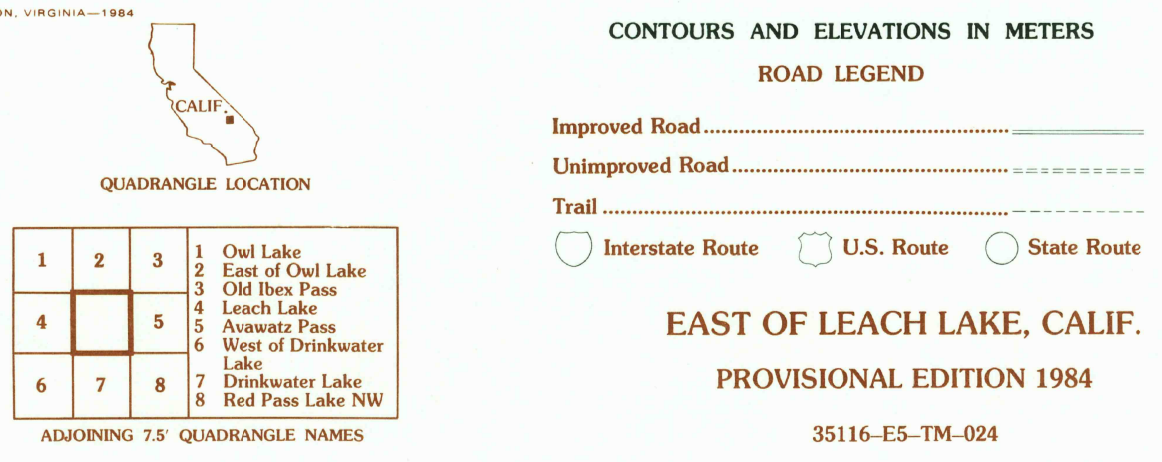 ON, VIRGINIA—1984
CALIF.
QUADRANGLE LOCATION
1 2 3
4 5
6 7 8
1 Owl Lake
2 East of Owl Lake
3 Old Ibex Pass
4 Leach Lake
5 Avawatz Pass
6 West of Drinkwater
Lake
7 Drinkwater Lake
8 Red Pass Lake NW
ADJOINING 7.5′ QUADRANGLE NAMES
CONTOURS AND ELEVATIONS IN METERS
ROAD LEGEND
Improved Road
Unimproved Road
Trail
Interstate Route U.S. Route State Route
EAST OF LEACH LAKE, CALIF.
PROVISIONAL EDITION 1984
35116–E5–TM–024